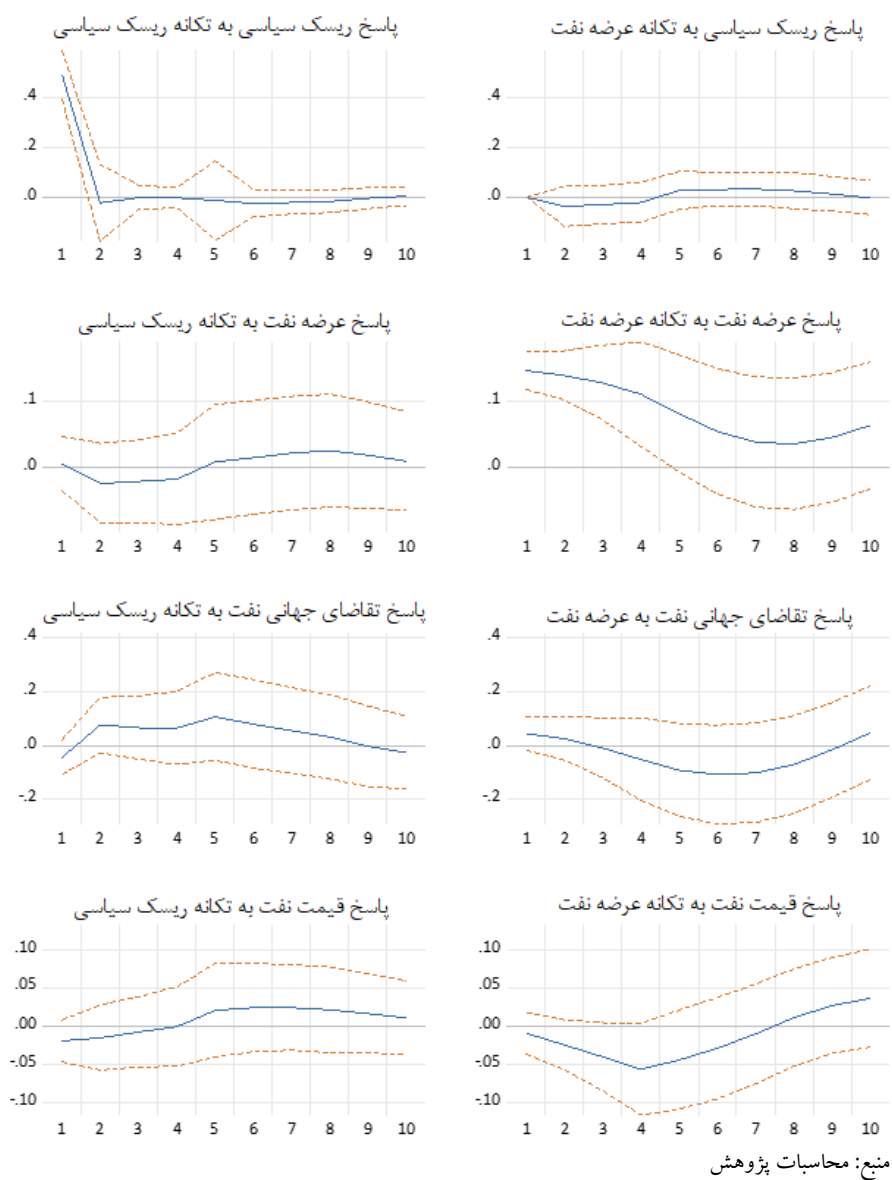 پاسخ ریسک سیاسی به تکانه عرضه نفت
.4
.2
.0
1 2 3 4 5 6 7 8 9 10
پاسخ ریسک سیاسی به تکانه ریسک سیاسی
.4
.2
.0
1 2 3 4 5 6 7 8 9 10
پاسخ عرضه نفت به تکانه عرضه نفت
.1
.0
1 2 3 4 5 6 7 8 9 10
پاسخ عرضه نفت به تکانه ریسک سیاسی
.1
.0
1 2 3 4 5 6 7 8 9 10
پاسخ تقاضای جهانی نفت به عرضه نفت
.4
.2
.0
-.2
1 2 3 4 5 6 7 8 9 10
پاسخ تقاضای جهانی نفت به تکانه ریسک سیاسی
.4
.2
.0
-.2
1 2 3 4 5 6 7 8 9 10
پاسخ قیمت نفت به تکانه عرضه نفت
.10
.05
.00
-.05
-.10
1 2 3 4 5 6 7 8 9 10
پاسخ قیمت نفت به تکانه ریسک سیاسی
.10
.05
.00
-.05
-.10
1 2 3 4 5 6 7 8 9 10
منبع: محاسبات پژوهش